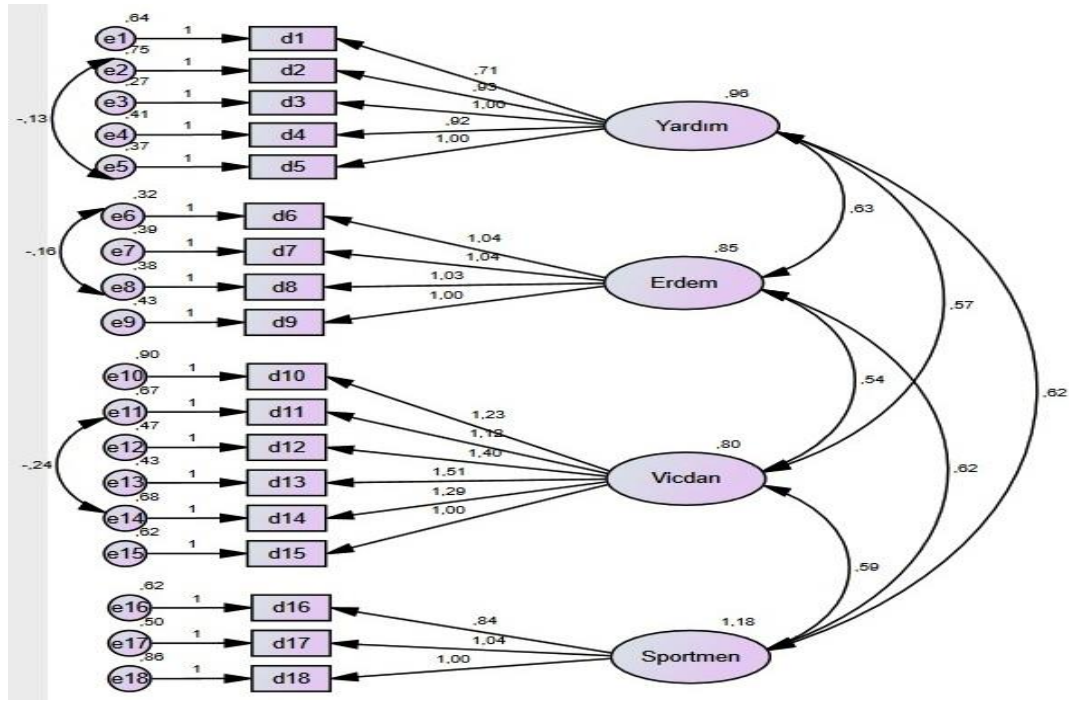 ,64
e1 1 d1
,75
e2 1 d2
,27
e3 1 d3
,41
e4 1 d4
,37
e5 1 d5
-,13
,71
,93
1,00
,92
1,00
,96
Yardım
,32
e6 1 d6
,39
e7 1 d7
,38
e8 1 d8
,43
e9 1 d9
-,16
1,04
1,04
1,03
1,00
,85
Erdem
,90
e10 1 d10
,67
e11 1 d11
,47
e12 1 d12
,43
e13 1 d13
,68
e14 1 d14
,62
e15 1 d15
-,24
1,23
1,40
1,51
1,29
1,00
,80
Vicdan
,62
e16 1 d16
,50
e17 1 d17
,86
e18 1 d18
,84
1,04
1,00
1,18
Sportmen
,63
,57
,54
,62
,62
,59